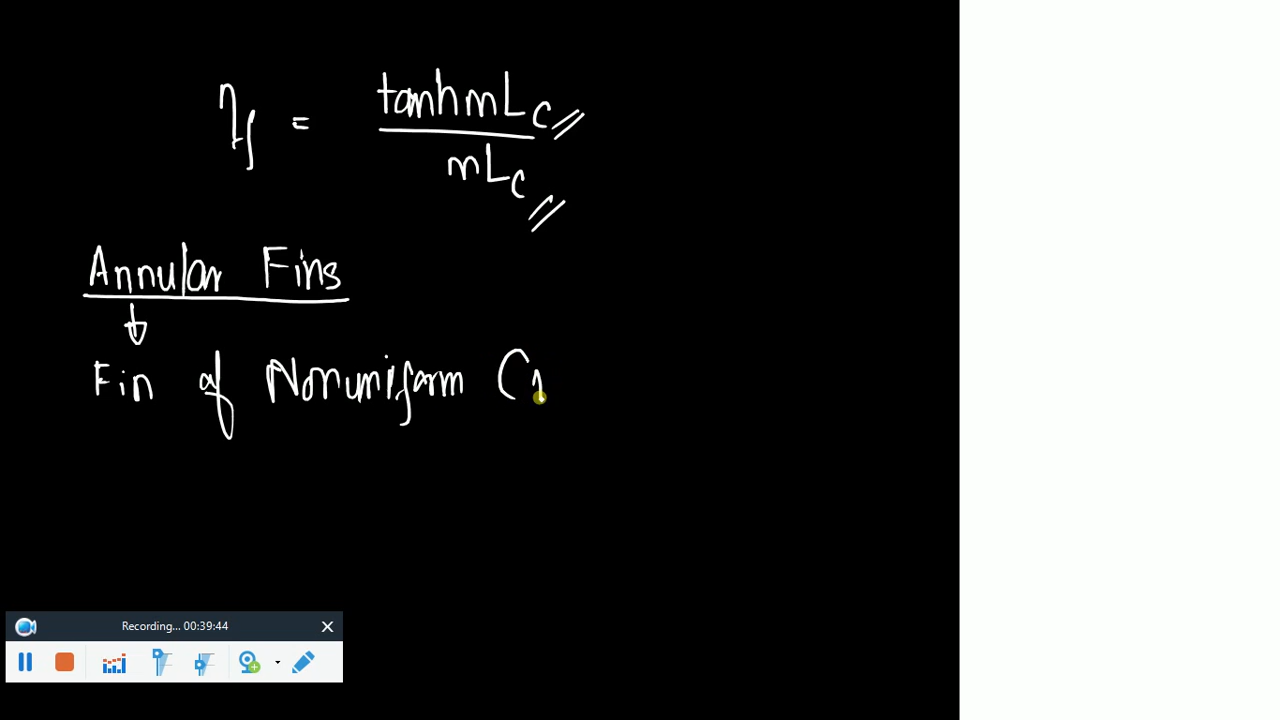 ηf = tanh mLc / mLc
Annular Fins
Fin of Nonuniform
Recording... 00:39:44